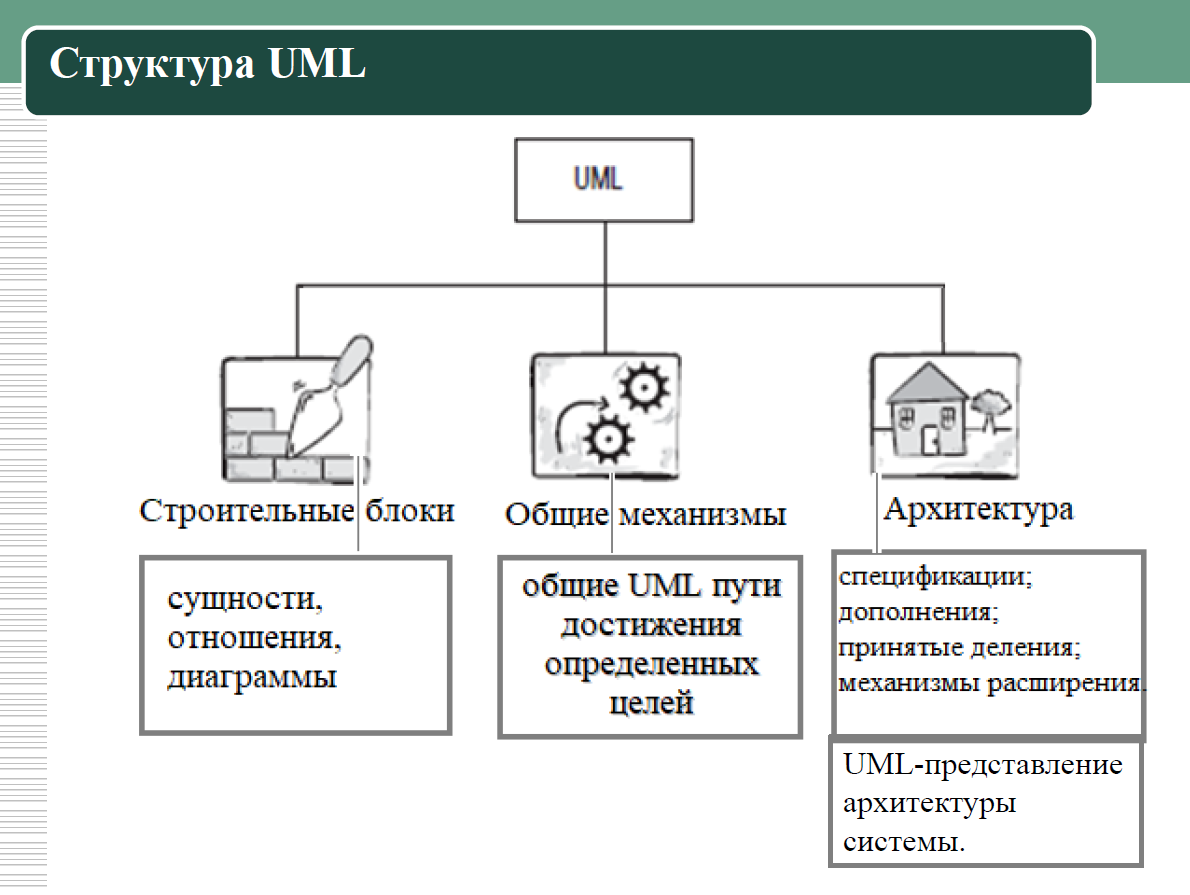 Структура UML
UML
Строительные блоки
Общие механизмы
Архитектура
сущности,
отношения,
диаграммы
общие UML пути
достижения
определенных
целей
спецификации;
дополнения;
принятые деления;
механизмы расширения.
UML-представление
архитектуры
системы.